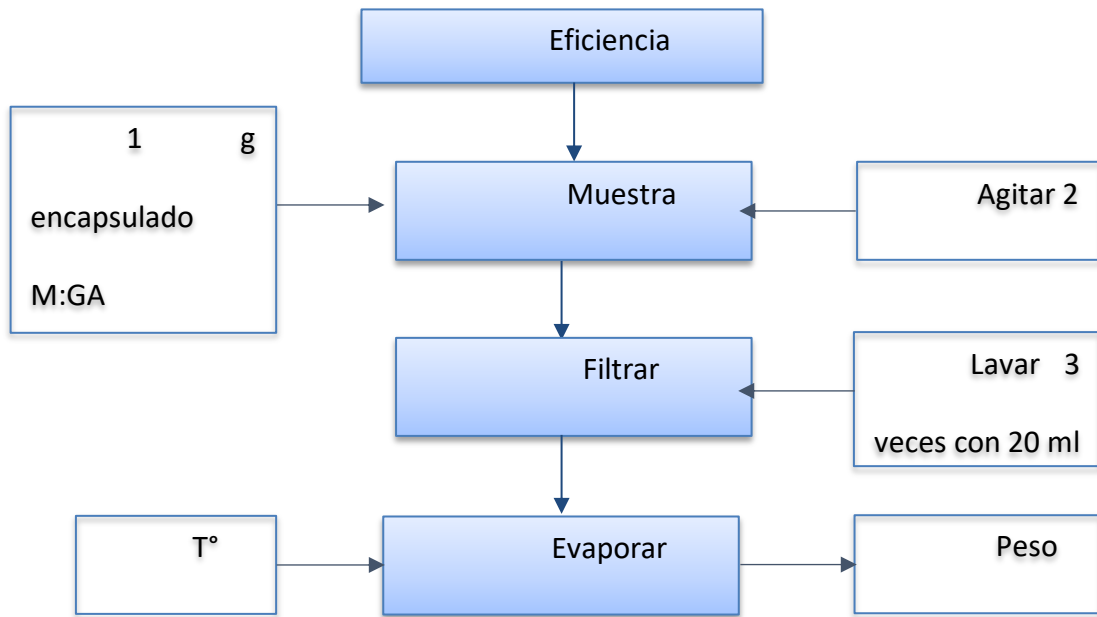 Eficiencia
1 g
encapsulado
M:GA
Muestra
Agitar 2
Filtrar
Lavar 3
veces con 20 ml
T°
Evaporar
Peso